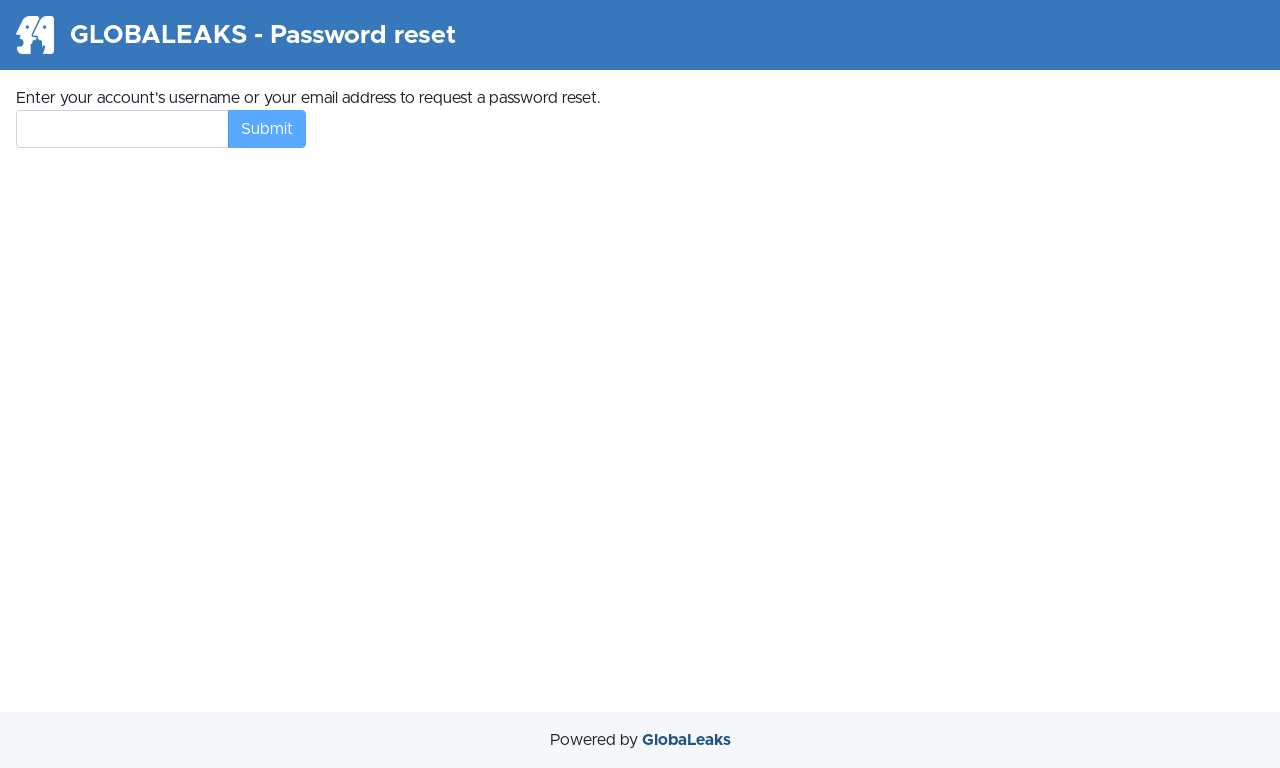 GLOBALEAKS - Password reset
Enter your account's username or your email address to request a password reset.
Submit
Powered by GlobaLeaks